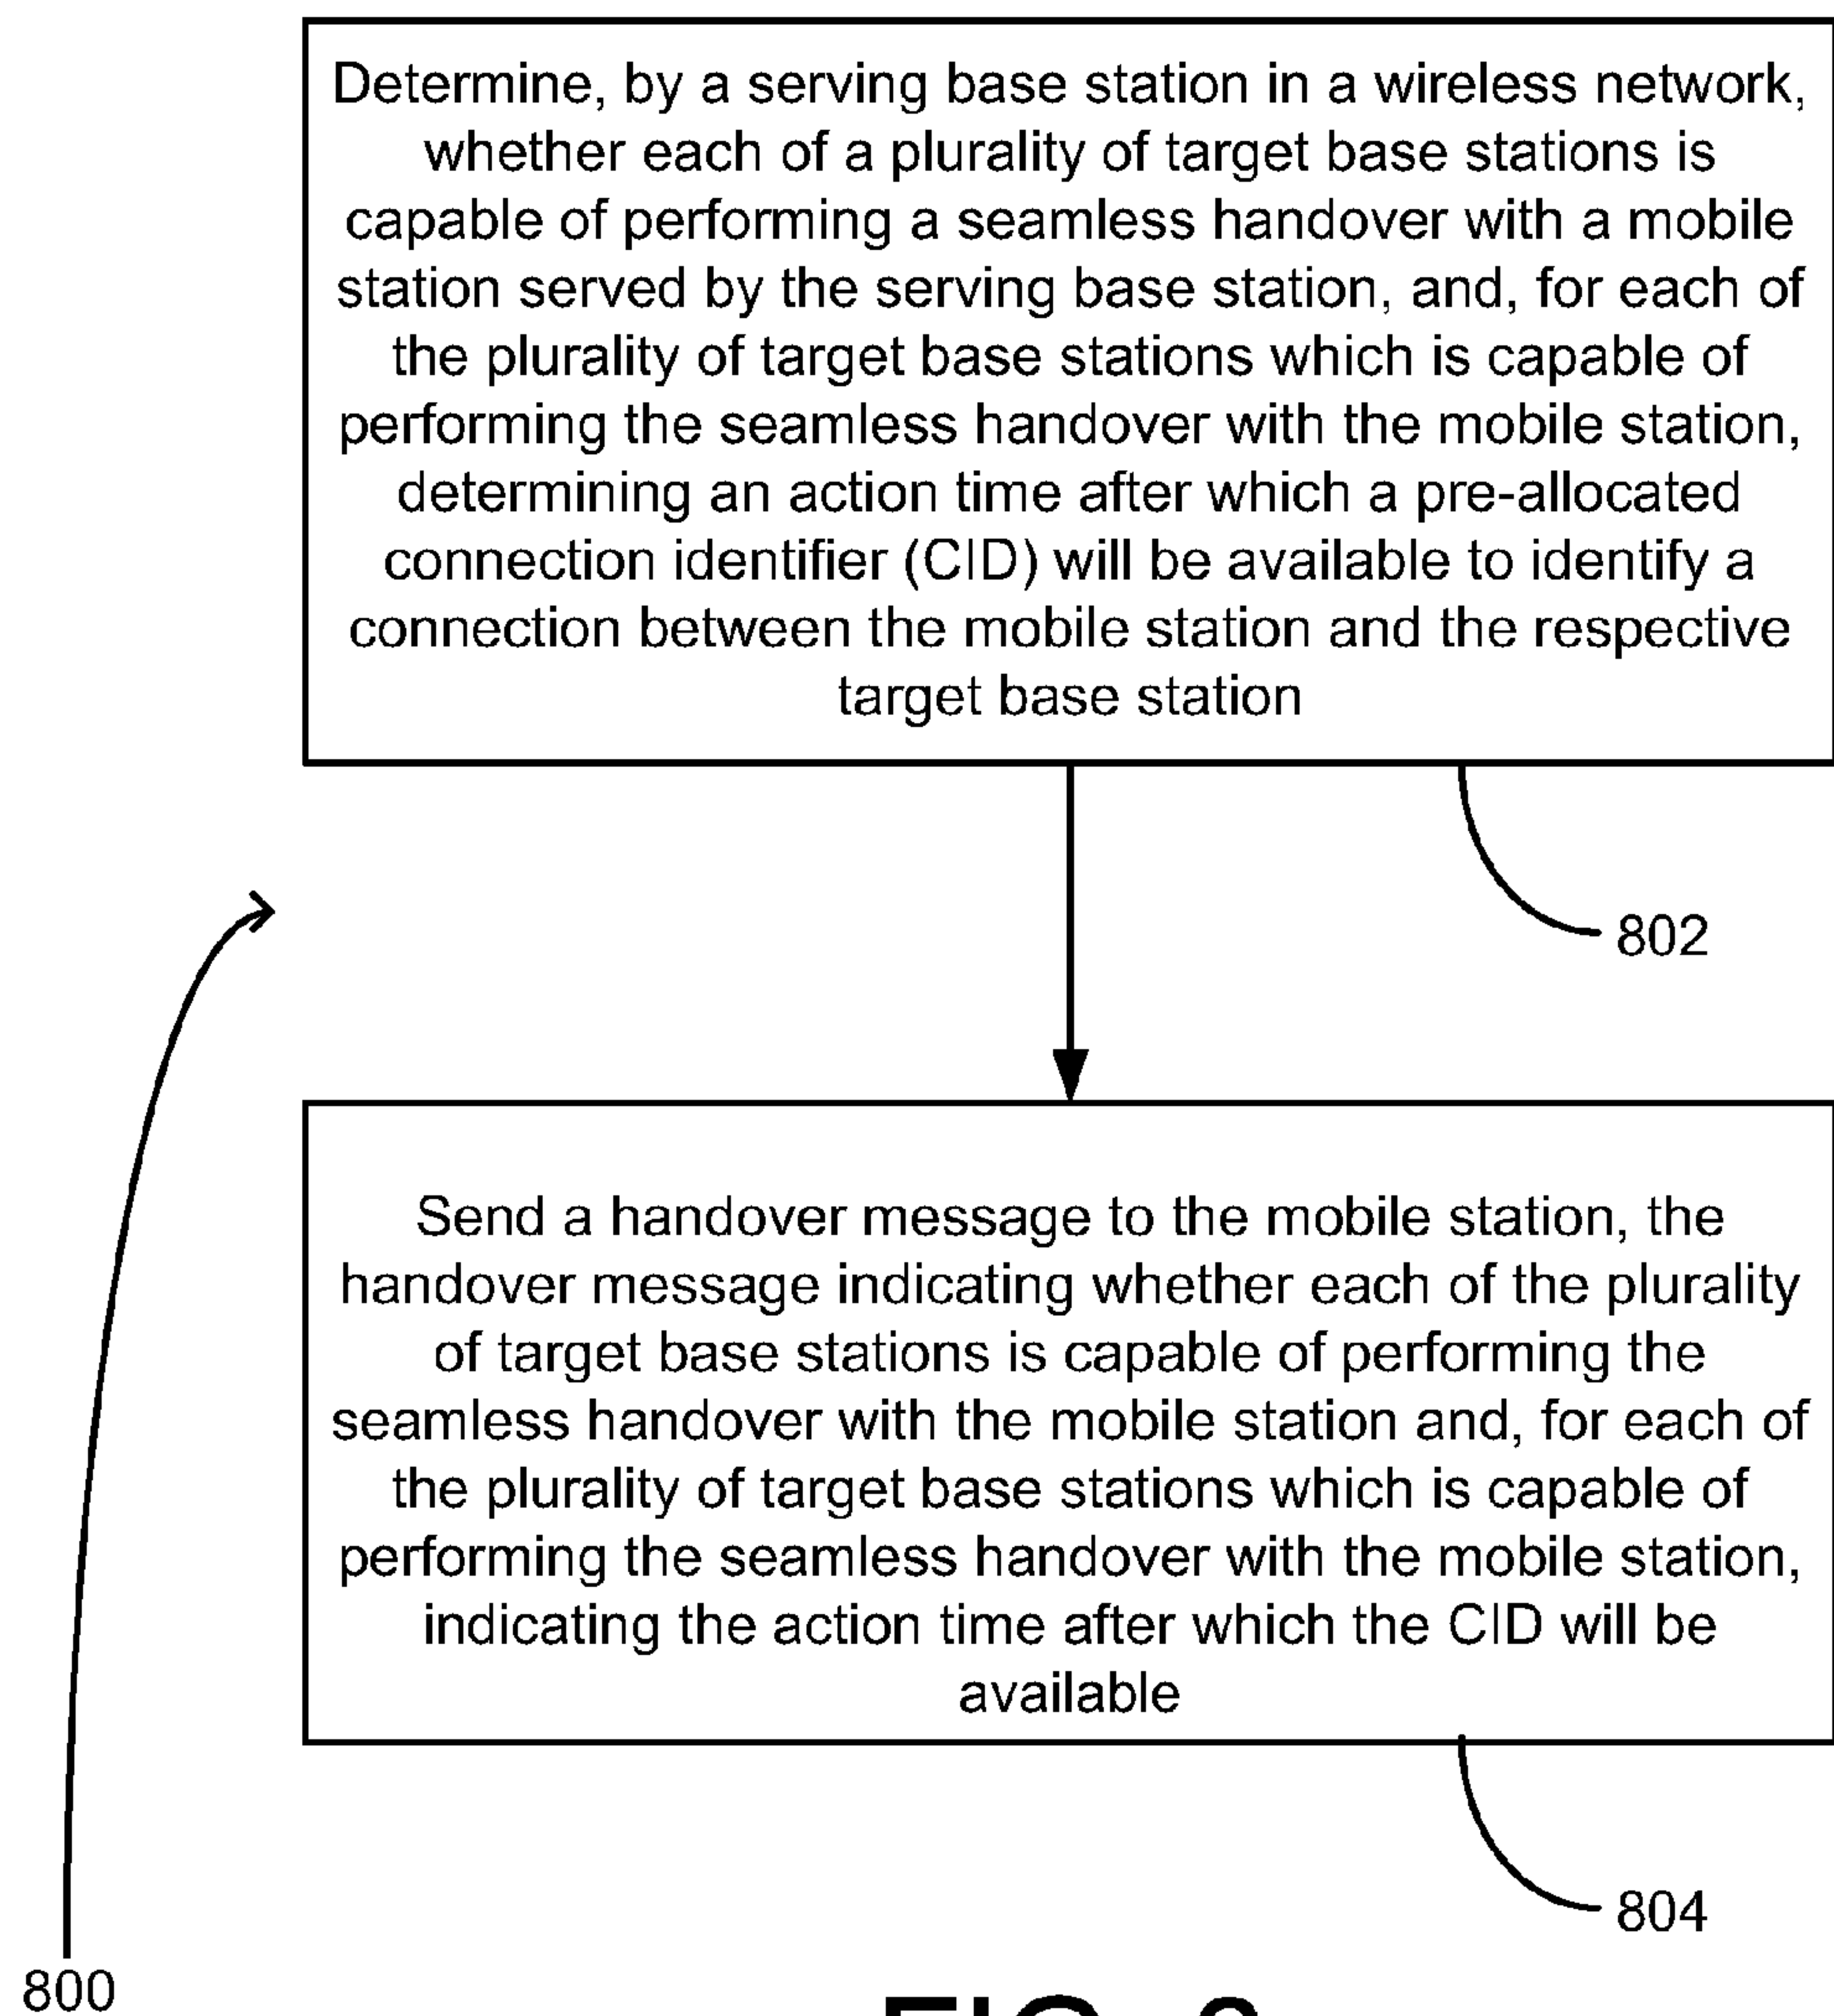 Determine, by a serving base station in a wireless network,
whether each of a plurality of target base stations is
capable of performing a seamless handover with a mobile
station served by the serving base station, and, for each of
the plurality of target base stations which is capable of
performing the seamless handover with the mobile station,
determining an action time after which a pre-allocated
connection identifier (CID) will be available to identify a
connection between the mobile station and the respective
target base station
802
Send a handover message to the mobile station, the
handover message indicating whether each of the plurality
of target base stations is capable of performing the
seamless handover with the mobile station and, for each of
the plurality of target base stations which is capable of
performing the seamless handover with the mobile station,
indicating the action time after which the CID will be
available
804
800
FIG.